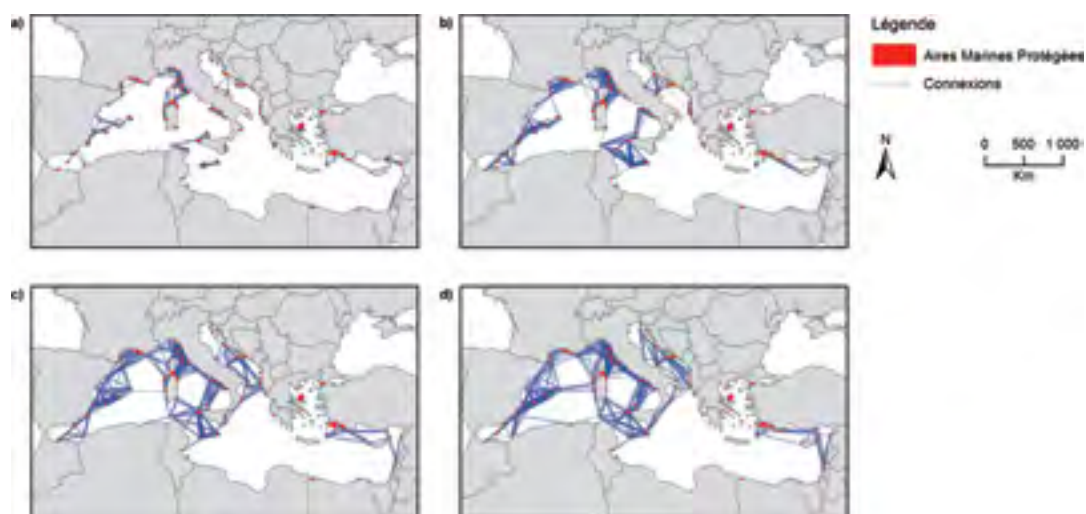 a)
b)
Légende
Aires Marines Protégées
Connexions
N
0 500 1 000
Km
c)
d)